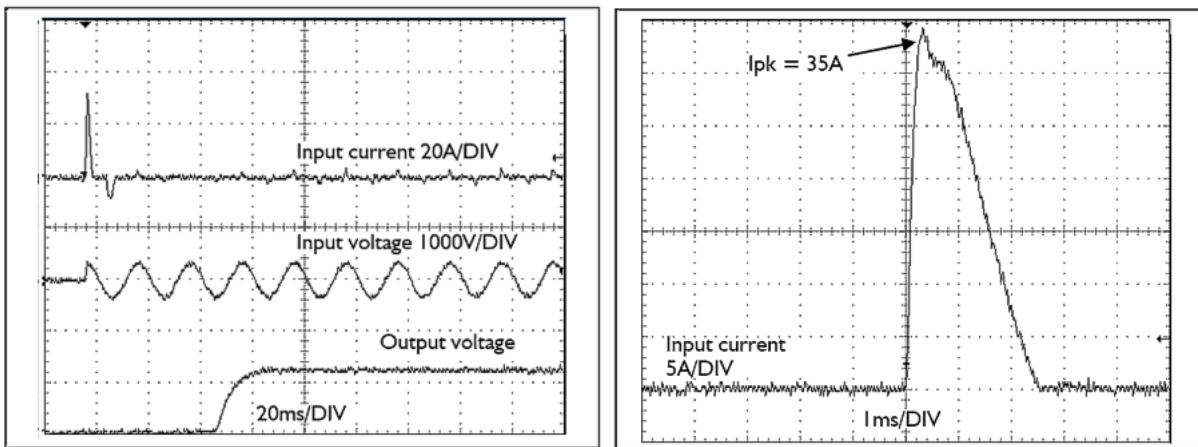 Input current 20A/DIV
Input voltage 1000V/DIV
Output voltage
20ms/DIV
Ipk = 35A
Input current
5A/DIV
1ms/DIV